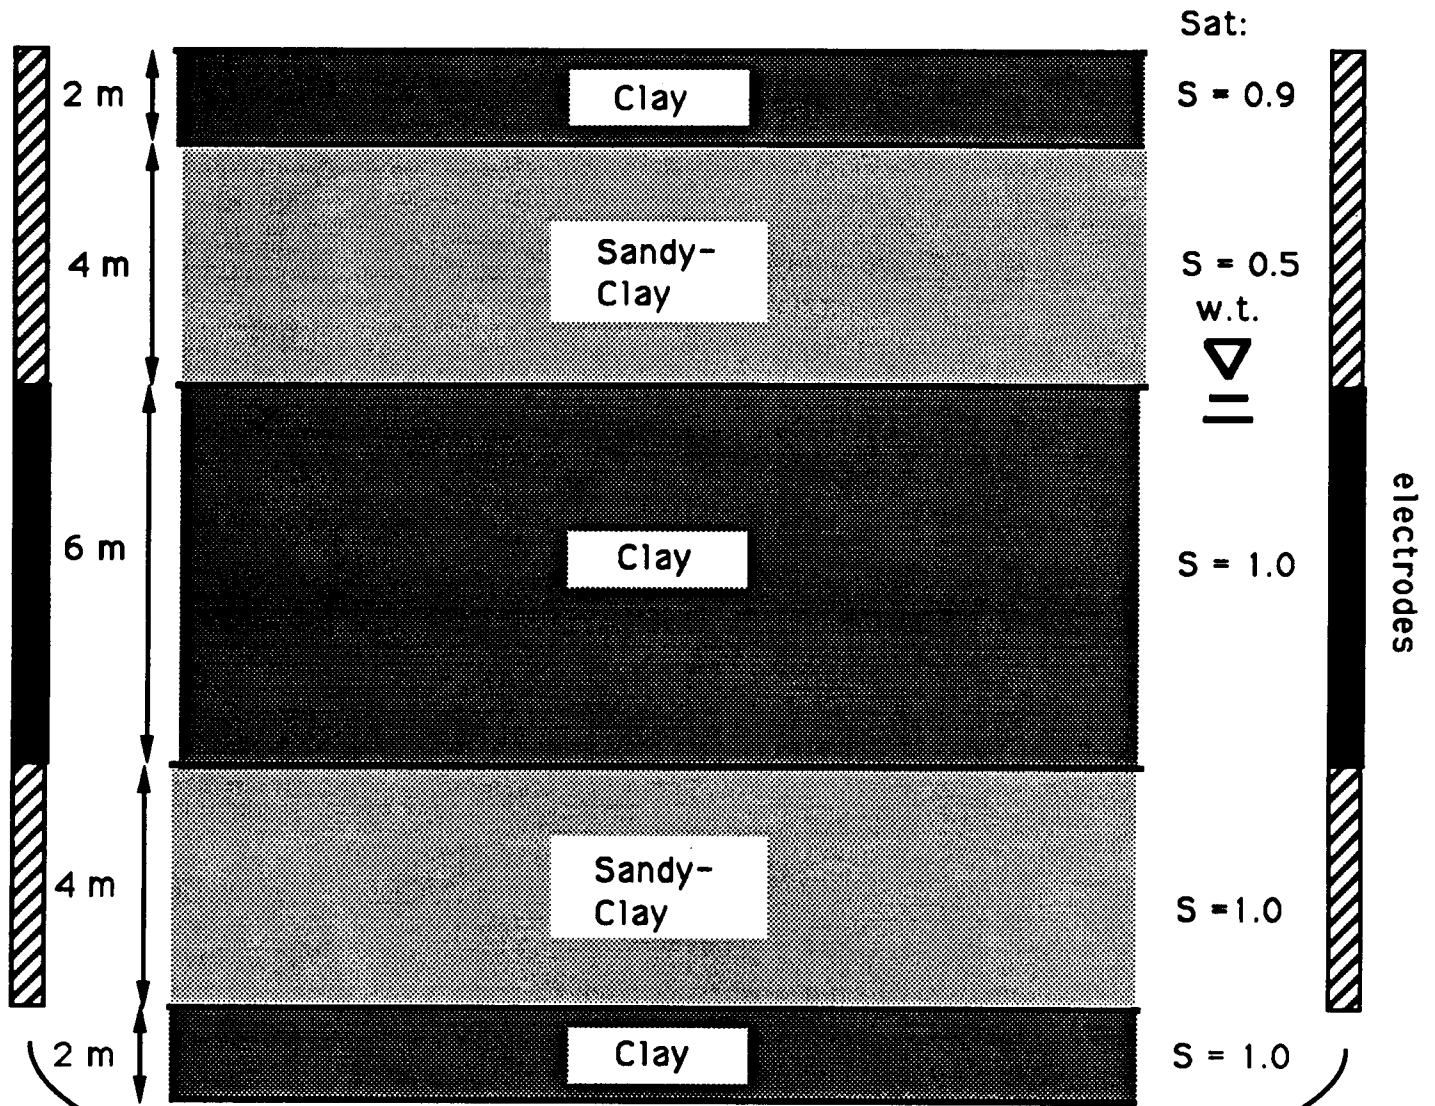 Sat:
2 m
Clay
S = 0.9
4 m
Sandy-
Clay
S = 0.5
w.t.
6 m
Clay
S = 1.0
electrodes
4 m
Sandy-
Clay
S =1.0
2 m
Clay
S = 1.0